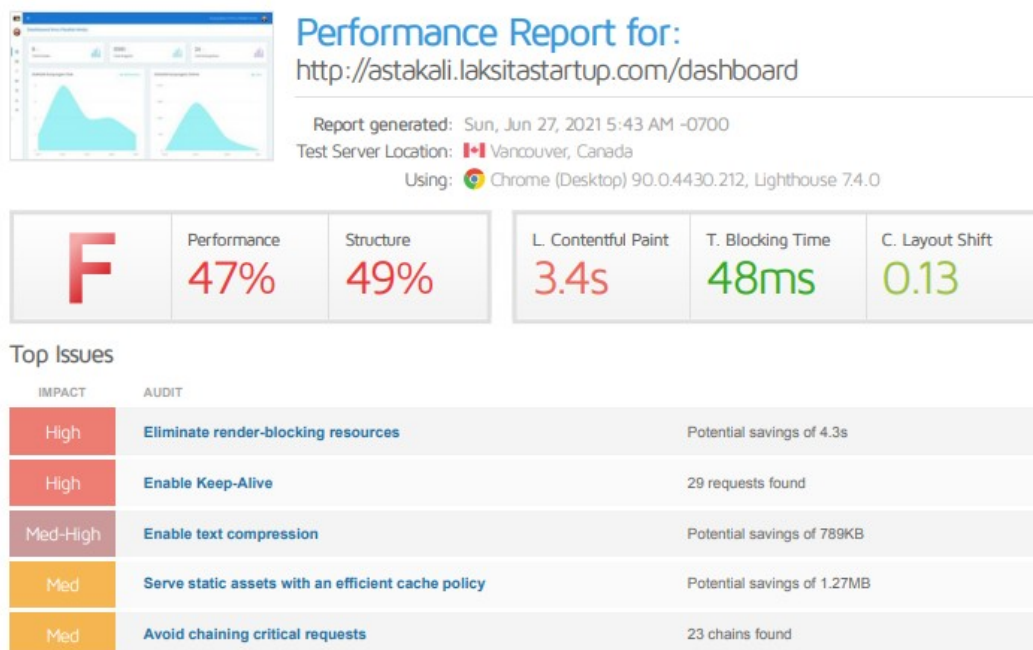 Performance Report for:
http://astakali.laksitastartup.com/dashboard
Report generated: Sun, Jun 27, 2021 5:43 AM -0700
Test Server Location: Vancouver, Canada
Using: Chrome (Desktop) 90.0.4430.212, Lighthouse 7.4.0
F
Performance
47%
Structure
49%
L. Contentful Paint
3.4s
T. Blocking Time
48ms
C. Layout Shift
0.13
Top Issues
IMPACT AUDIT
High Eliminate render-blocking resources Potential savings of 4.3s
High Enable Keep-Alive 29 requests found
Med-High Enable text compression Potential savings of 789KB
Med Serve static assets with an efficient cache policy Potential savings of 1.27MB
Med Avoid chaining critical requests 23 chains found